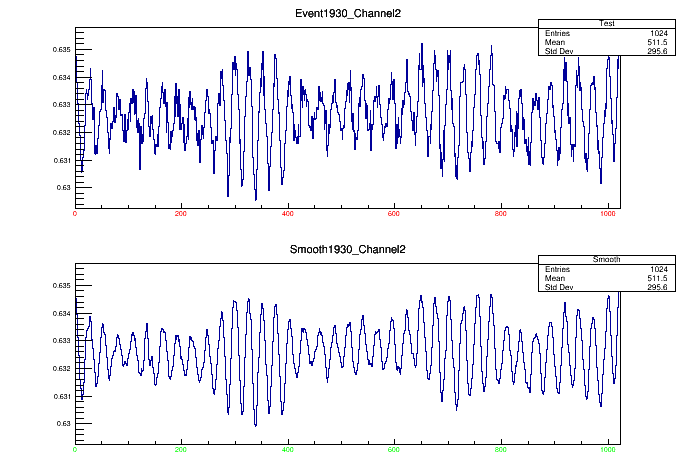 Event1930_Channel2
Test
Entries 1024
Mean 511.5
Std Dev 295.6
0.635
0.634
0.633
0.632
0.631
0.63
0 200 400 600 800 1000
Smooth1930_Channel2
Smooth
Entries 1024
Mean 511.5
Std Dev 295.6
0.635
0.634
0.633
0.632
0.631
0.63
0 200 400 600 800 1000